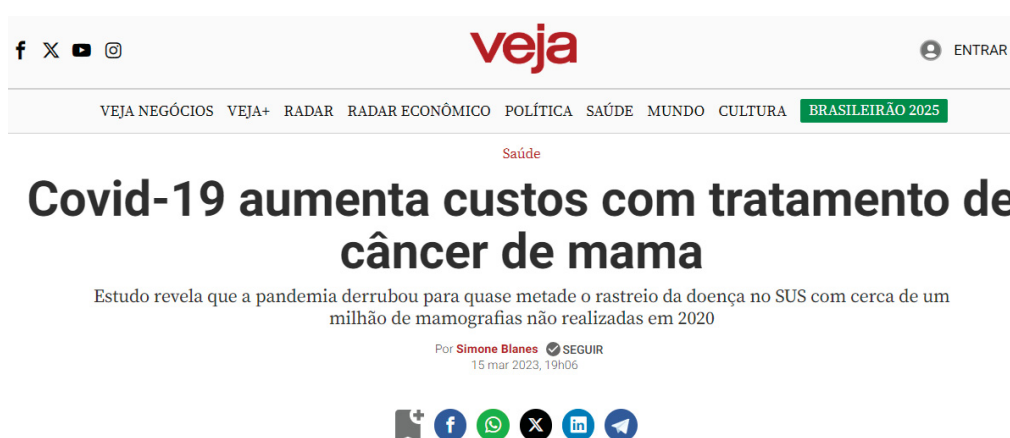 veja
ENTRAR
VEJA NEGÓCIOS VEJA+ RADAR RADAR ECONÔMICO POLÍTICA SAÚDE MUNDO CULTURA BRASILEIRÃO 2025
Saúde
Covid-19 aumenta custos com tratamento de
câncer de mama
Estudo revela que a pandemia derrubou para quase metade o rastreio da doença no SUS com cerca de um
milhão de mamografias não realizadas em 2020
Por Simone Blanes SEGUIR
15 mar 2023, 19h06